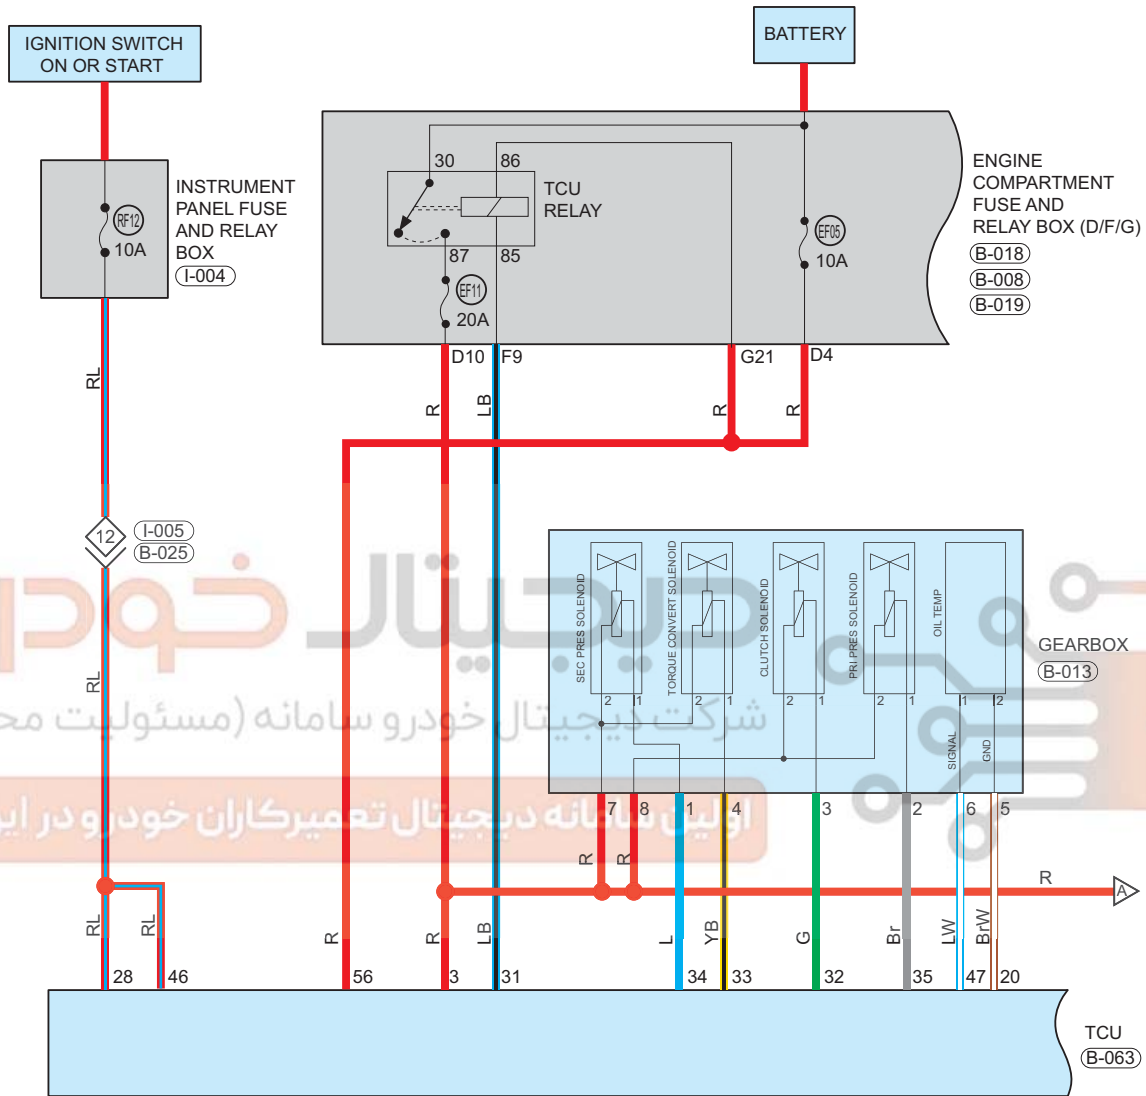 IGNITION SWITCH
ON OR START
BATTERY
RF12
10A
INSTRUMENT
PANEL FUSE
AND RELAY
BOX
I-004
30
86
TCU
RELAY
87
85
EF11
20A
EF05
10A
ENGINE
COMPARTMENT
FUSE AND
RELAY BOX (D/F/G)
B-018
B-008
B-019
D10
F9
G21
D4
RL
R
LB
R
R
12
I-005
B-025
SEC PRES SOLENOID
TORQUE CONVERT SOLENOID
CLUTCH SOLENOID
PRI PRES SOLENOID
OIL TEMP
GEARBOX
B-013
دیجیتال خودرو
شرکت دیجیتال خودرو سامانه (مسئولیت
اولین سامانه دیجیتال تعمیرکاران خودرو در
RL
2 1 2 1 2 1 2 1 1 2
SIGNAL
GND
7 8 1 4 3 2 6 5
R R
R
A
RL RL R R LB L YB G Br LW BrW
28 46 56 3 31 34 33 32 35 47 20
TCU
B-063